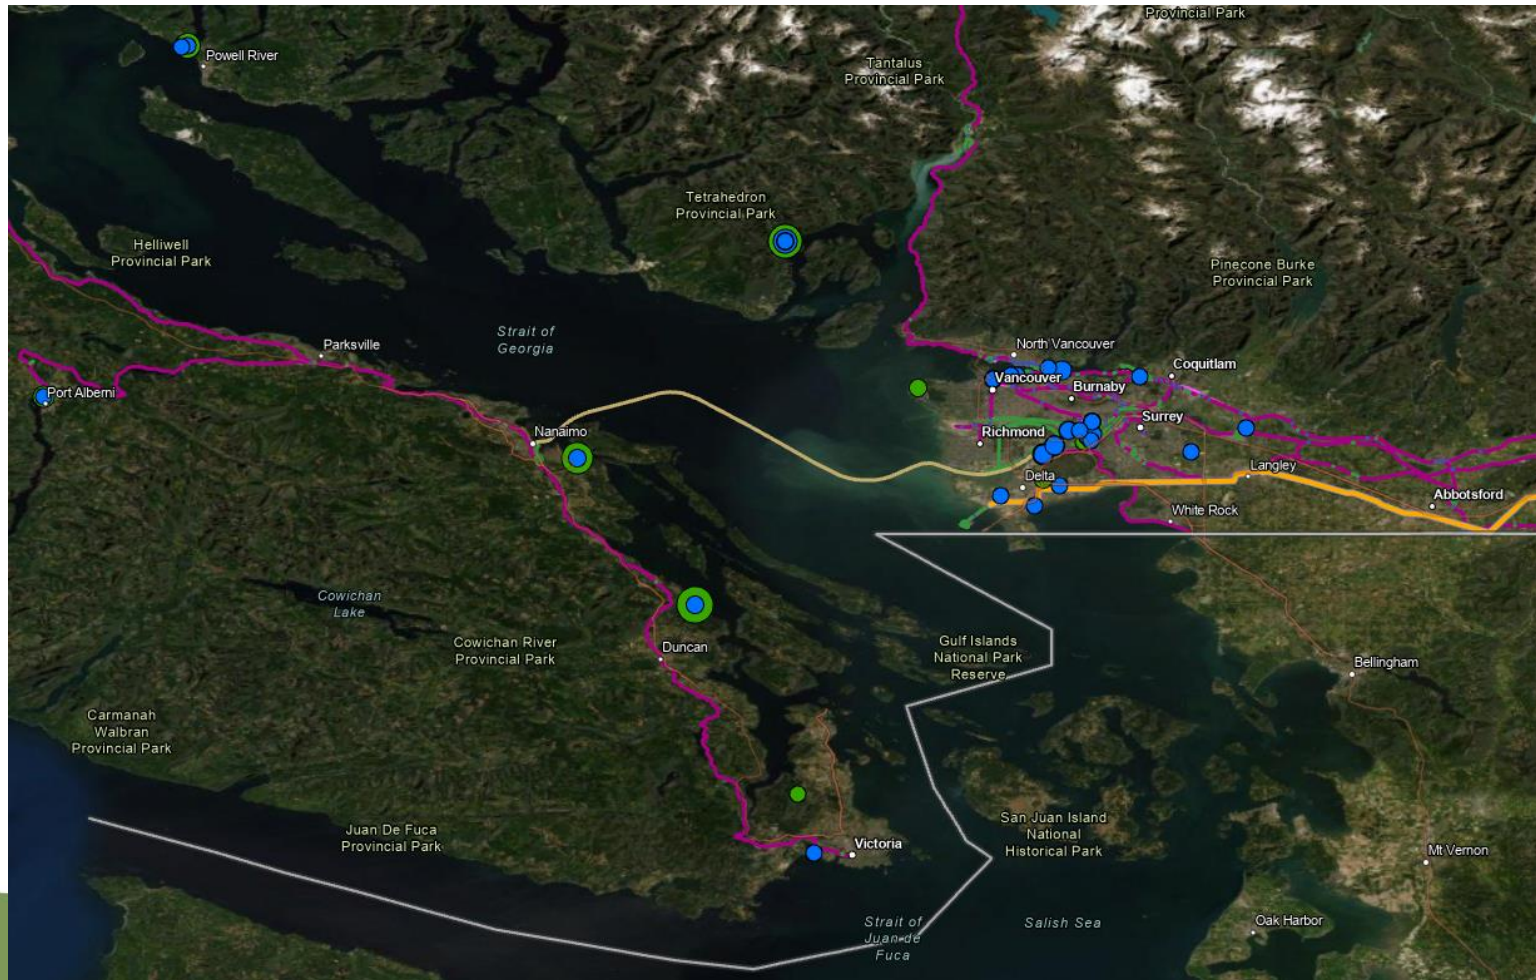 Provincial Park
Powell River
Tantalus
Provincial Park
Tetrahedron
Provincial Park
Helliwell
Provincial Park
Pinecone Burke
Provincial Park
Strait of
Georgia
Parksville
North Vancouver
Coquitlam
Vancouver
Burnaby
Port Alberni
Surrey
Nanaimo
Richmond
Langley
Delta
Abbotsford
White Rock
Cowichan
Lake
Cowichan River
Provincial Park
Duncan
Gulf Islands
National Park
Reserve
Bellingham
Carmanah
Walbran
Provincial Park
Juan De Fuca
Provincial Park
San Juan Island
National
Historical Park
Victoria
Mt Vernon
Strait of
Juan de
Fuca
Salish Sea
Oak Harbor